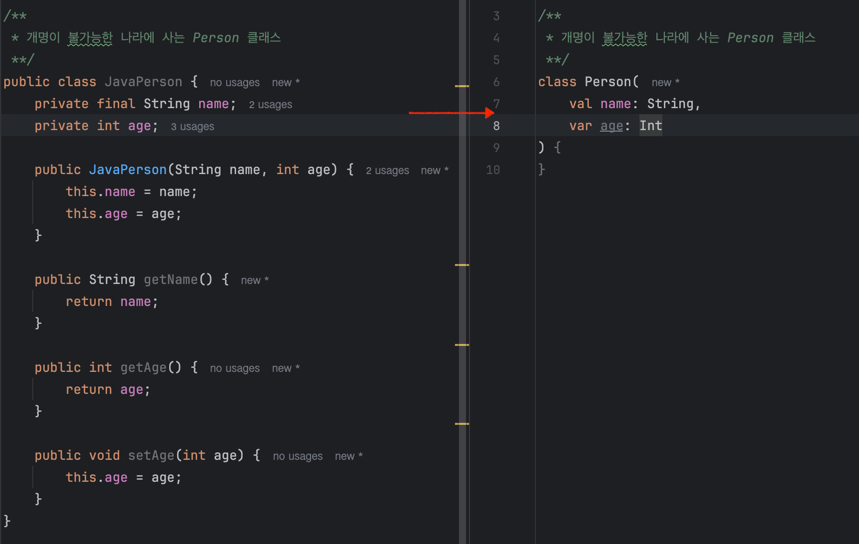 /**
 * 개명이 불가능한 나라에 사는 Person 클래스
 **/
public class JavaPerson { no usages new *
    private final String name; 2 usages
    private int age; 3 usages
    public JavaPerson(String name, int age) { 2 usages new *
        this.name = name;
        this.age = age;
    }
    public String getName() { new *
        return name;
    }
    public int getAge() { no usages new *
        return age;
    }
    public void setAge(int age) { no usages new *
        this.age = age;
    }
}
3 /**
4  * 개명이 불가능한 나라에 사는 Person 클래스
5  **/
6 class Person( new *
7     val name: String,
8     var age: Int
9 ) {
10 }